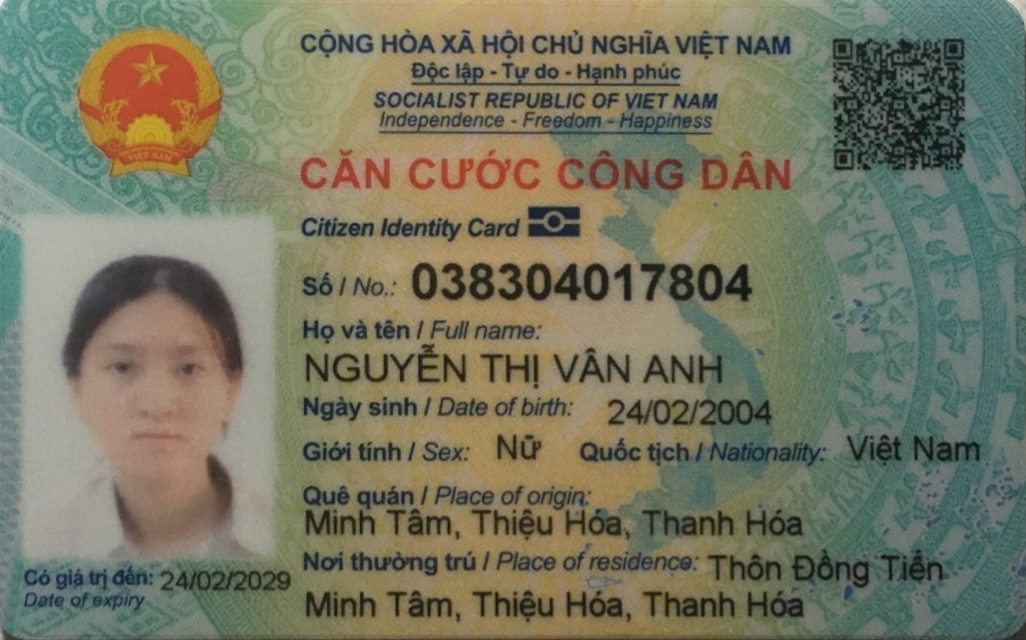 CỘNG HÒA XÃ HỘI CHỦ NGHĨA VIỆT NAM
Độc lập - Tự do - Hạnh phúc
SOCIALIST REPUBLIC OF VIET NAM
Independence - Freedom - Happiness
CĂN CƯỚC CÔNG DÂN
Citizen Identity Card
Số / No.: 038304017804
Họ và tên / Full name:
NGUYỄN THỊ VÂN ANH
Ngày sinh / Date of birth: 24/02/2004
Giới tính / Sex: Nữ Quốc tịch / Nationality: Việt Nam
Quê quán / Place of origin:
Minh Tâm, Thiệu Hóa, Thanh Hóa
Nơi thường trú / Place of residence: Thôn Đồng Tiến
Minh Tâm, Thiệu Hóa, Thanh Hóa
Có giá trị đến: 24/02/2029
Date of expiry
VIET NAM